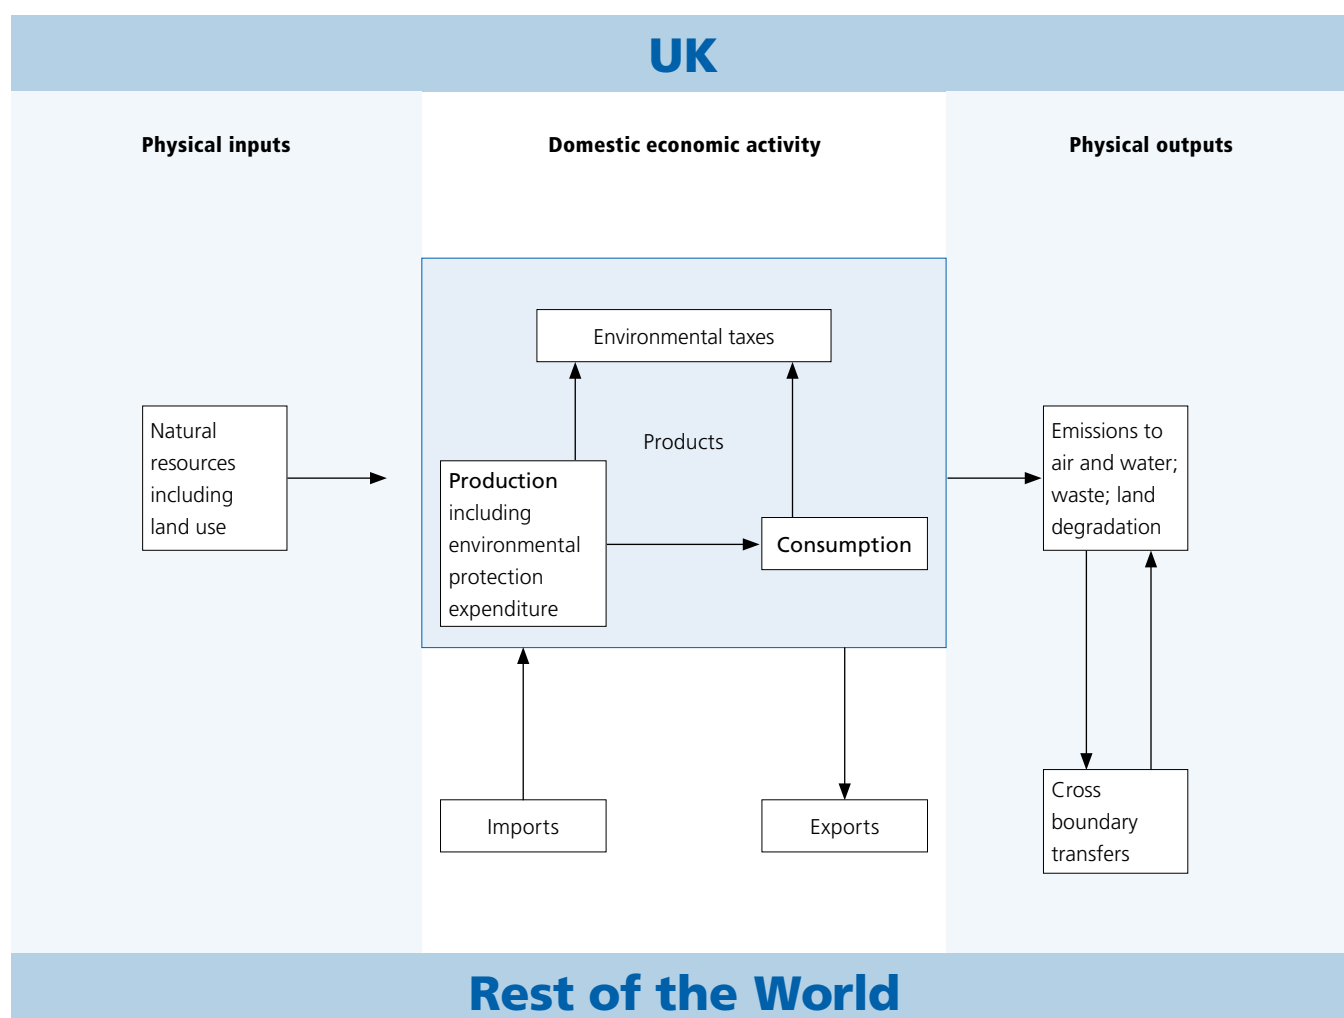 UK
Physical inputs
Domestic economic activity
Physical outputs
Environmental taxes
Natural
resources
including
land use
Products
Production
including
environmental
protection
expenditure
Consumption
Emissions to
air and water;
waste; land
degradation
Imports
Exports
Cross
boundary
transfers
Rest of the World